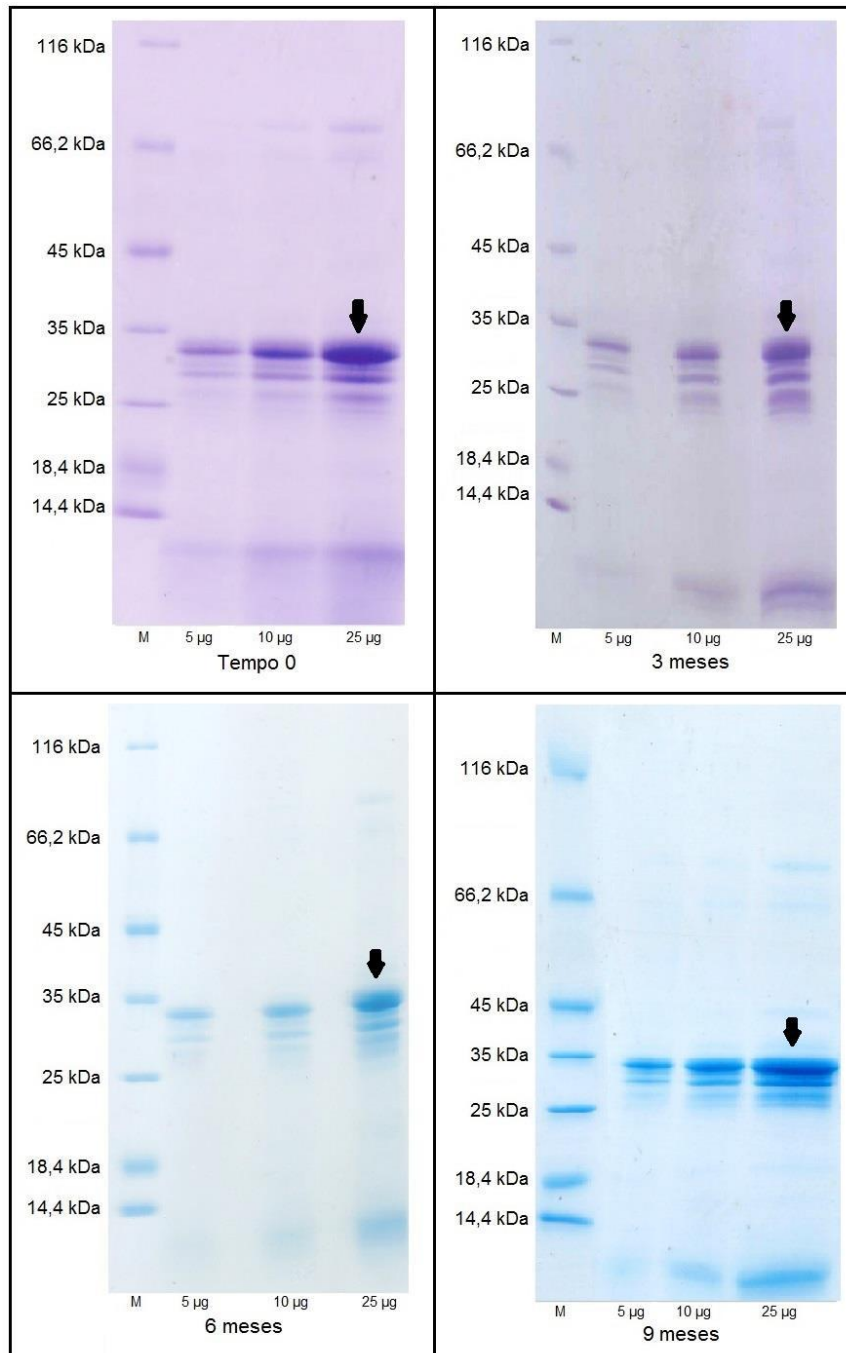 116 kDa
66,2 kDa
45 kDa
35 kDa
25 kDa
18,4 kDa
14,4 kDa
M 5 µg 10 µg 25 µg
Tempo 0
116 kDa
66,2 kDa
45 kDa
35 kDa
25 kDa
18,4 kDa
14,4 kDa
M 5 µg 10 µg 25 µg
3 meses
116 kDa
66,2 kDa
45 kDa
35 kDa
25 kDa
18,4 kDa
14,4 kDa
M 5 µg 10 µg 25 µg
6 meses
116 kDa
66,2 kDa
45 kDa
35 kDa
25 kDa
18,4 kDa
14,4 kDa
M 5 µg 10 µg 25 µg
9 meses